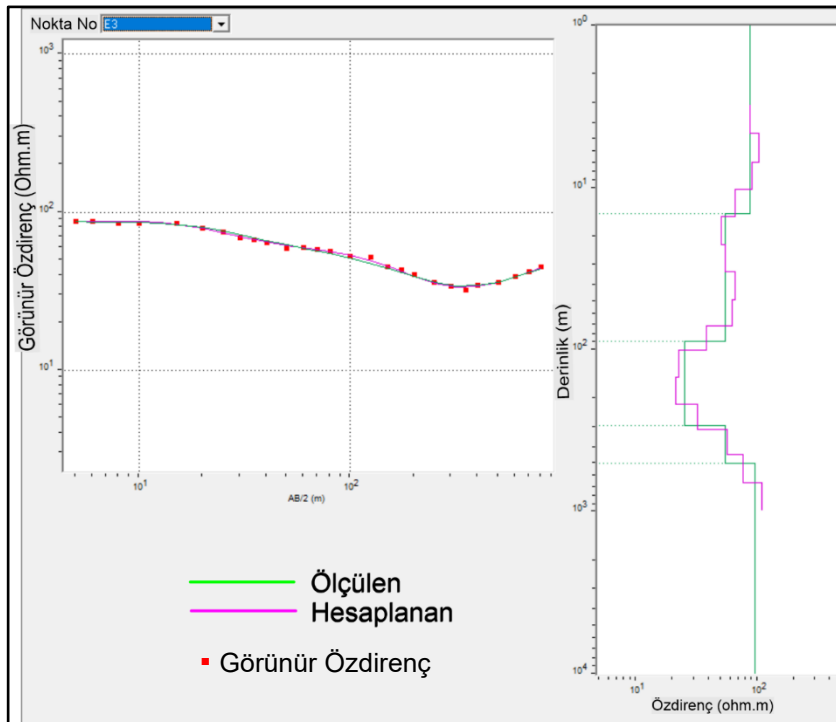 Nokta No E3
Görünür Özdirenç (Ohm.m)
10³
10²
10¹
10¹
10²
AB/2 (m)
Derinlik (m)
10⁰
10¹
10²
10³
10⁴
10¹
10²
Özdirenç (ohm.m)
Ölçülen
Hesaplanan
Görünür Özdirenç